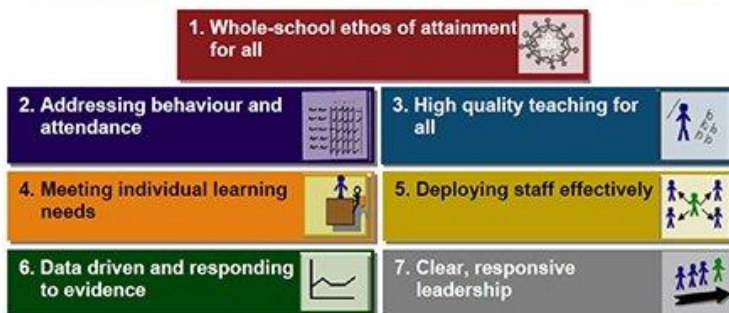 1. Whole-school ethos of attainment
for all
2. Addressing behaviour and
attendance
3. High quality teaching for
all
4. Meeting individual learning
needs
5. Deploying staff effectively
6. Data driven and responding
to evidence
7. Clear, responsive
leadership